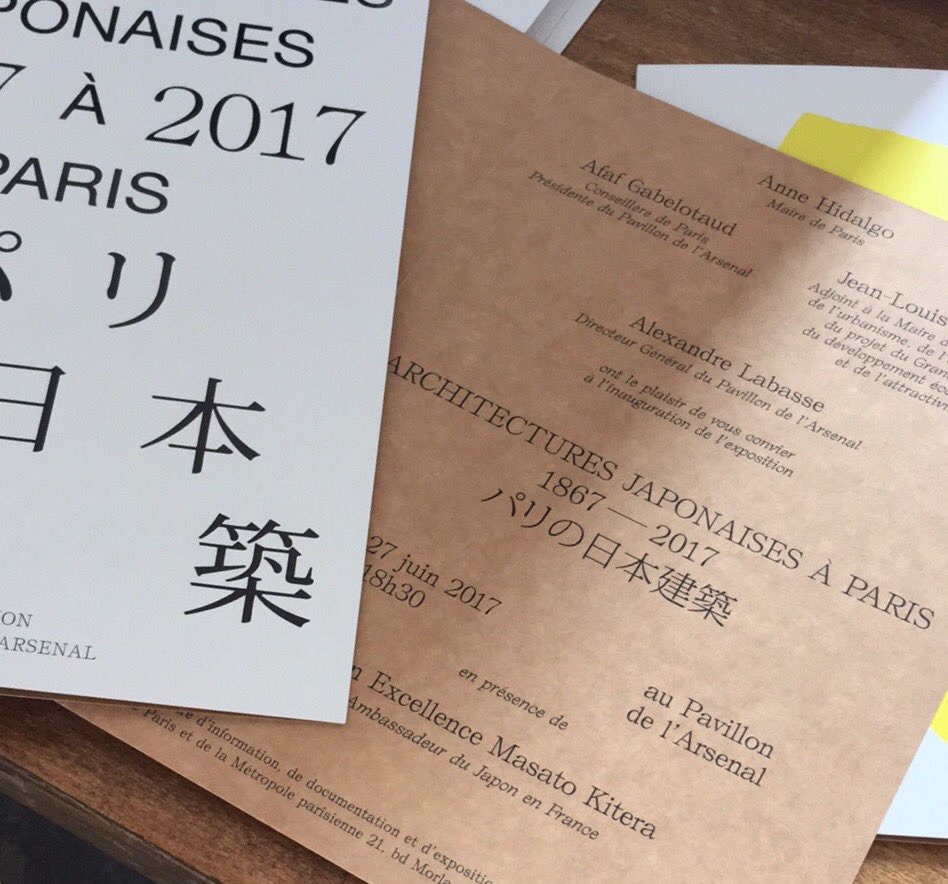 PONAISES
7 À 2017
PARIS
パリ
日本
築
ARSENAL
Afaf Gabelotaud
Conseillère de Paris
Présidente du Pavillon de l'Arsenal
Anne Hidalgo
Maire de Paris
Jean-Louis
Adjoint à la Maire d
de l'urbanisme, de l
du projet du Gran
du développement éco
et de l'attractiv
Alexandre Labasse
Directeur Général du Pavillon de l'Arsenal
ont le plaisir de vous convier
à l'inauguration de l'exposition
ARCHITECTURES JAPONAISES À PARIS
1867 — 2017
パリの日本建築
27 juin 2017
18h30
au Pavillon
de l'Arsenal
en présence de
n Excellence Masato Kitera
Ambassadeur du Japon en France
d'information, de documentation et d'expositio
Paris et de la Métropole parisienne 21, bd Morla